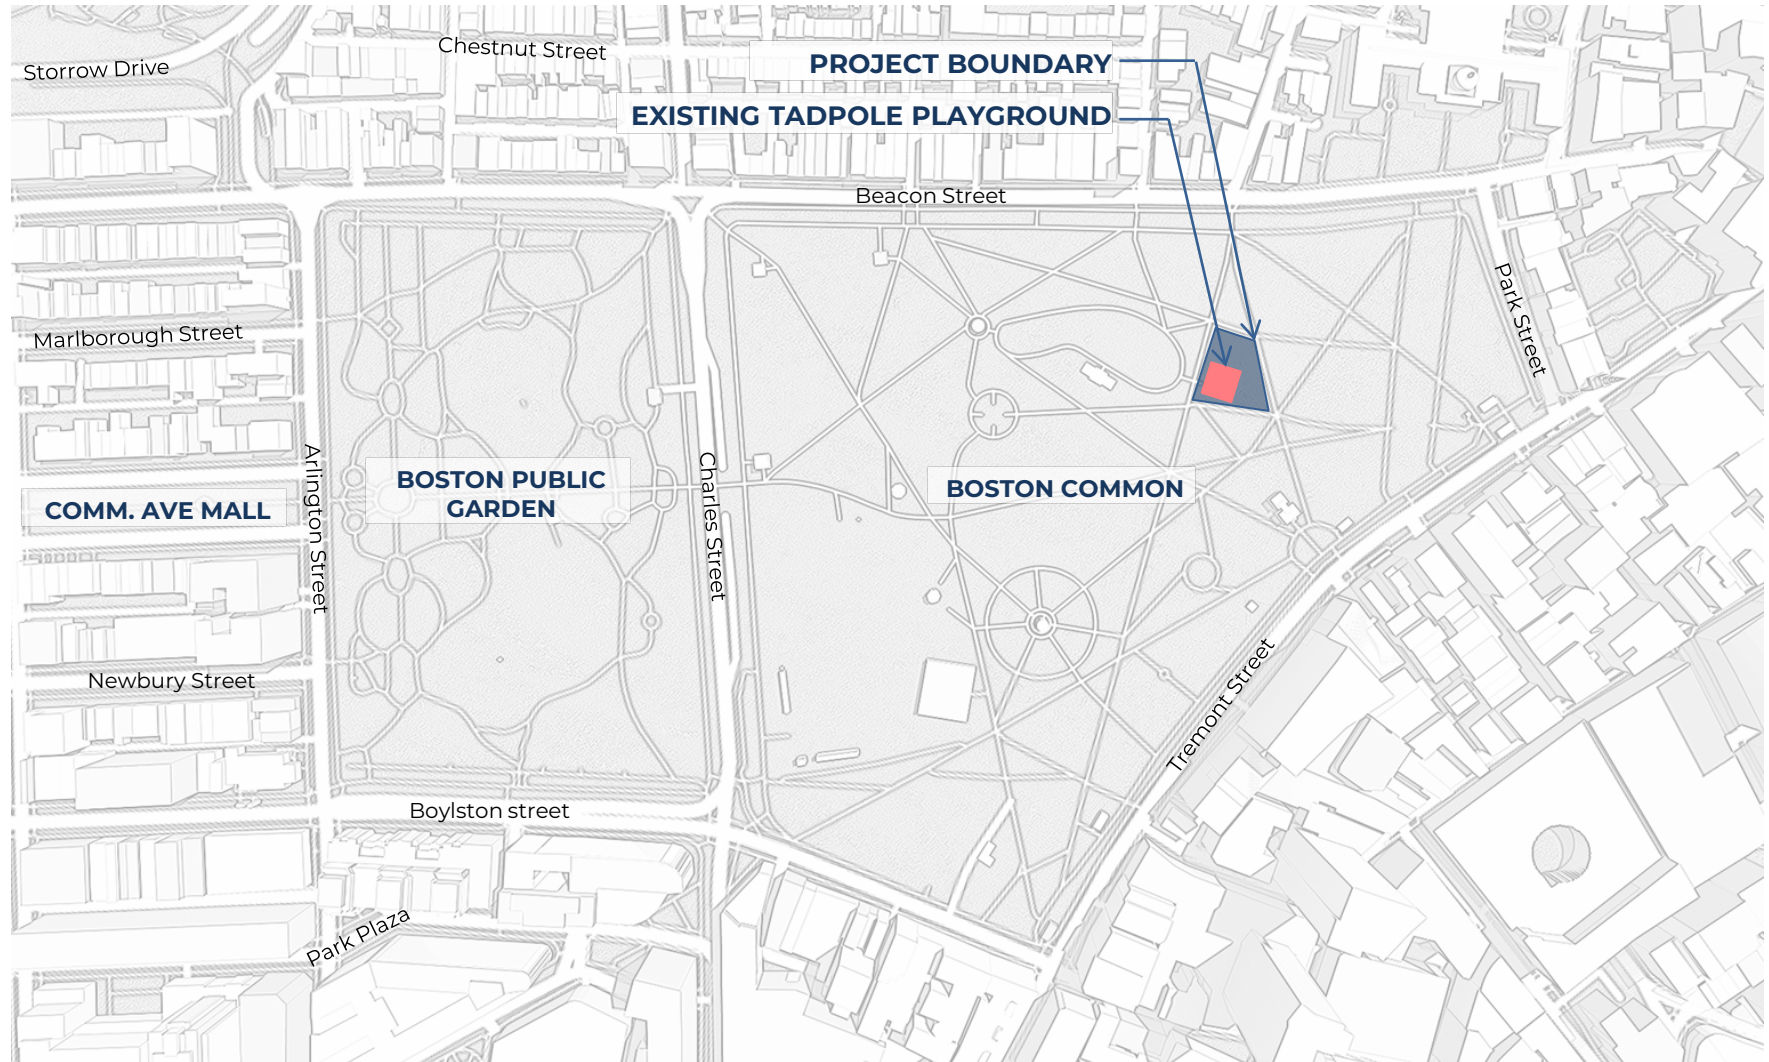 Chestnut Street
Storrow Drive
PROJECT BOUNDARY
EXISTING TADPOLE PLAYGROUND
Beacon Street
Park Street
Marlborough Street
Arlington Street
Charles Street
BOSTON PUBLIC
GARDEN
BOSTON COMMON
COMM. AVE MALL
Newbury Street
Tremont Street
Boylston street
Park Plaza